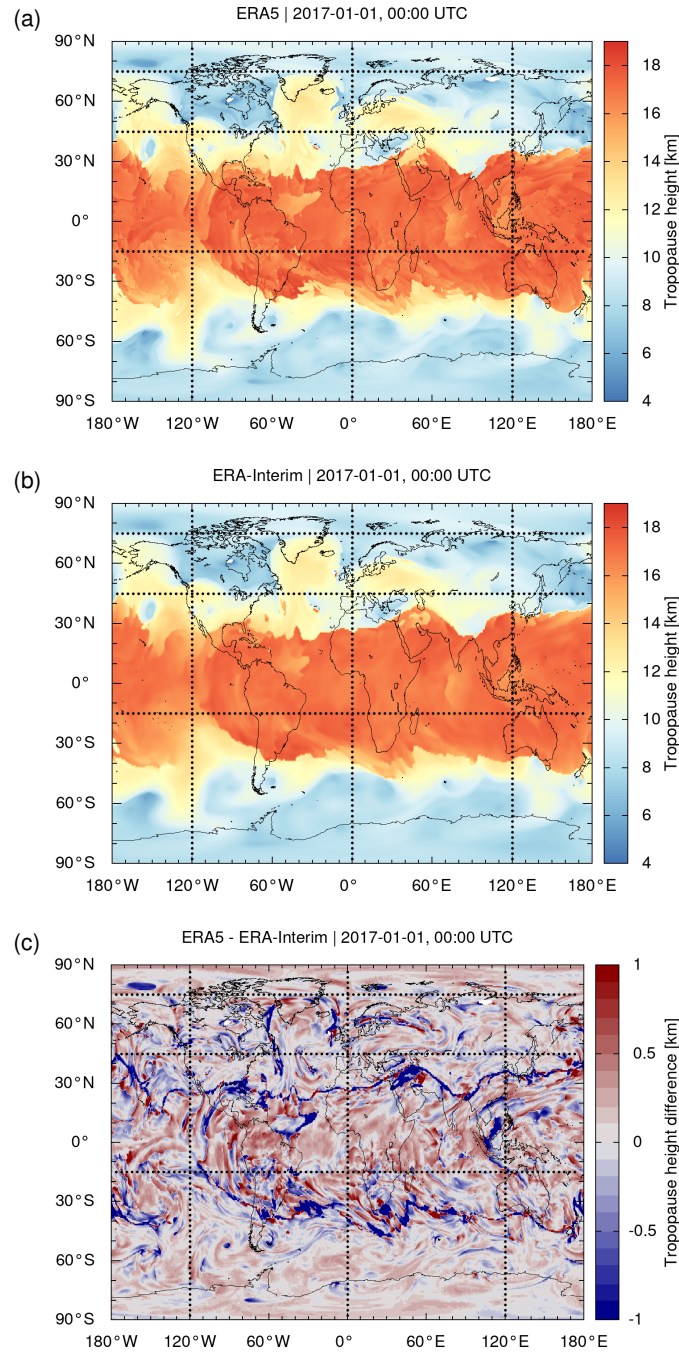 (a)
ERA5 | 2017-01-01, 00:00 UTC
90°N
60°N
30°N
0°
30°S
60°S
90°S
180°W 120°W 60°W 0° 60°E 120°E 180°E
18
16
14
12
10
8
6
4
Tropopause height [km]
(b)
ERA-Interim | 2017-01-01, 00:00 UTC
90°N
60°N
30°N
0°
30°S
60°S
90°S
180°W 120°W 60°W 0° 60°E 120°E 180°E
18
16
14
12
10
8
6
4
Tropopause height [km]
(c)
ERA5 - ERA-Interim | 2017-01-01, 00:00 UTC
90°N
60°N
30°N
0°
30°S
60°S
90°S
180°W 120°W 60°W 0° 60°E 120°E 180°E
1
0.5
0
-0.5
-1
Tropopause height difference [km]